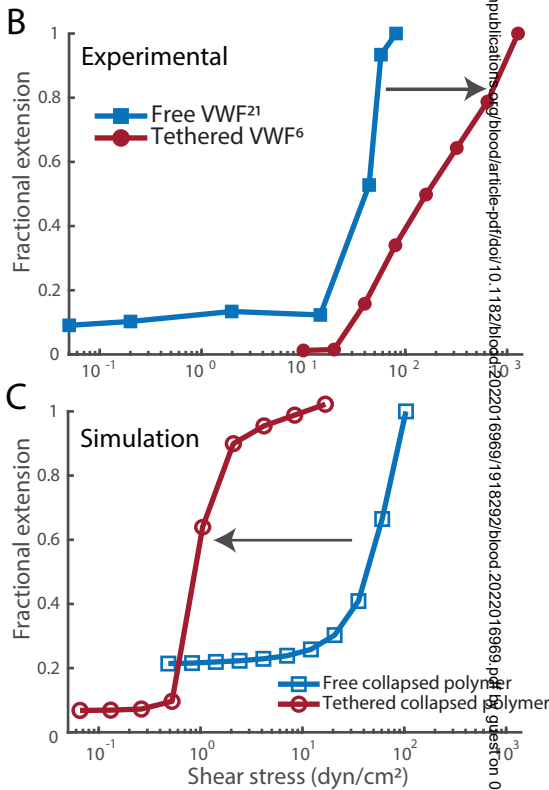 B
Experimental
Free VWF²¹
Tethered VWF⁶
Fractional extension
1
0.8
0.6
0.4
0.2
0
10⁻¹
10⁰
10¹
10²
10³
C
Simulation
Free collapsed polymer
Tethered collapsed polymer
Fractional extension
1
0.8
0.6
0.4
0.2
0
10⁻¹
10⁰
10¹
10²
10³
Shear stress (dyn/cm²)
npublications.org/blood/article-pdf/doi/10.1182/blood.2022016969/1918292/blood.2022016969.pdf by guest on 0